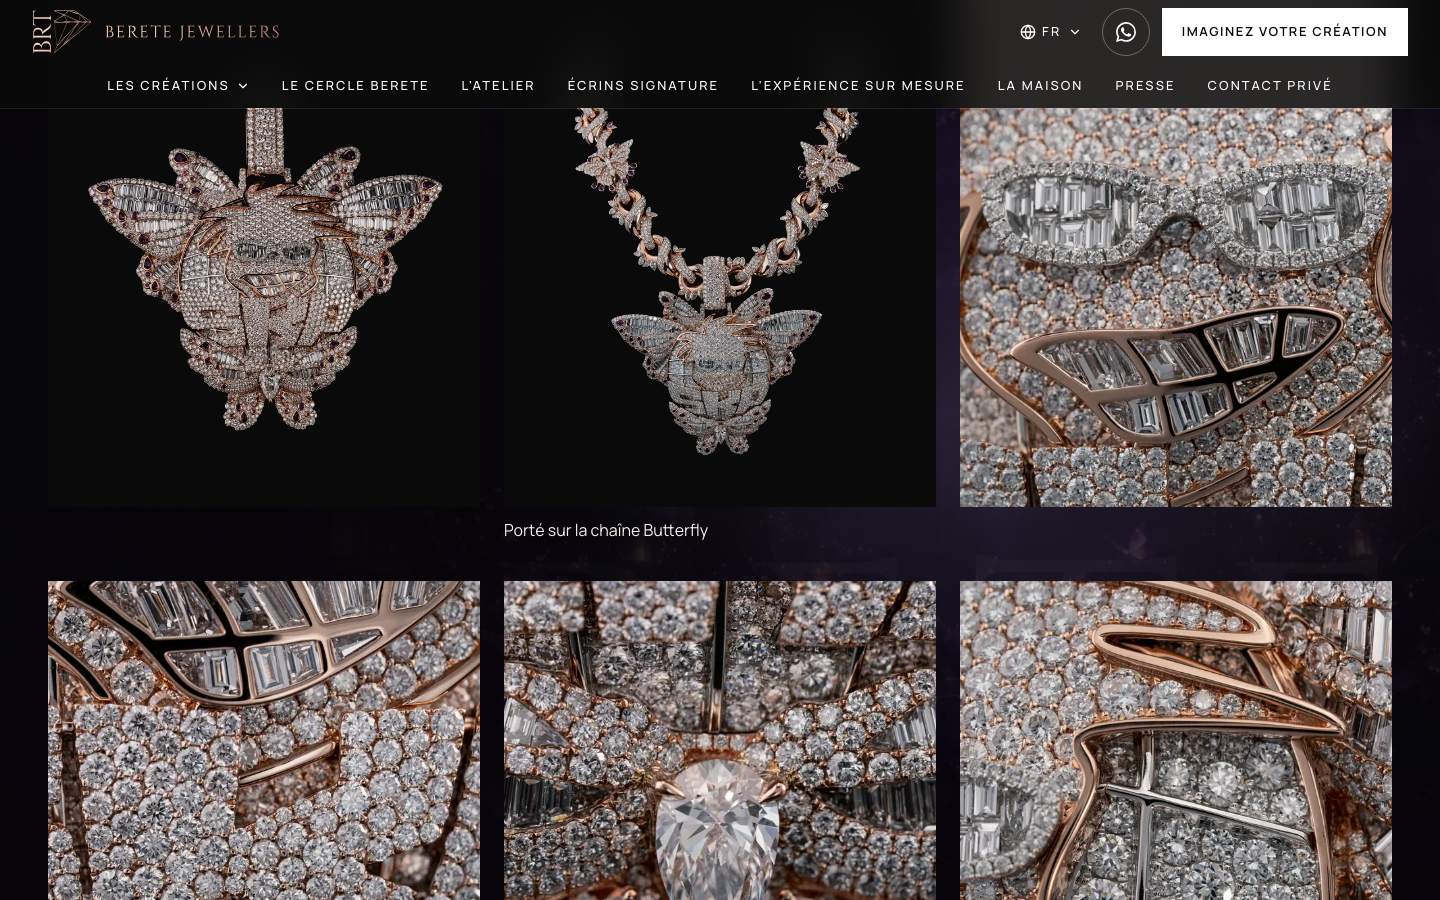 BRT
BERETE JEWELLERS
FR
IMAGINEZ VOTRE CRÉATION
LES CRÉATIONS
LE CERCLE BERETE
L'ATELIER
ÉCRINS SIGNATURE
L'EXPÉRIENCE SUR MESURE
LA MAISON
PRESSE
CONTACT PRIVÉ
Porté sur la chaîne Butterfly